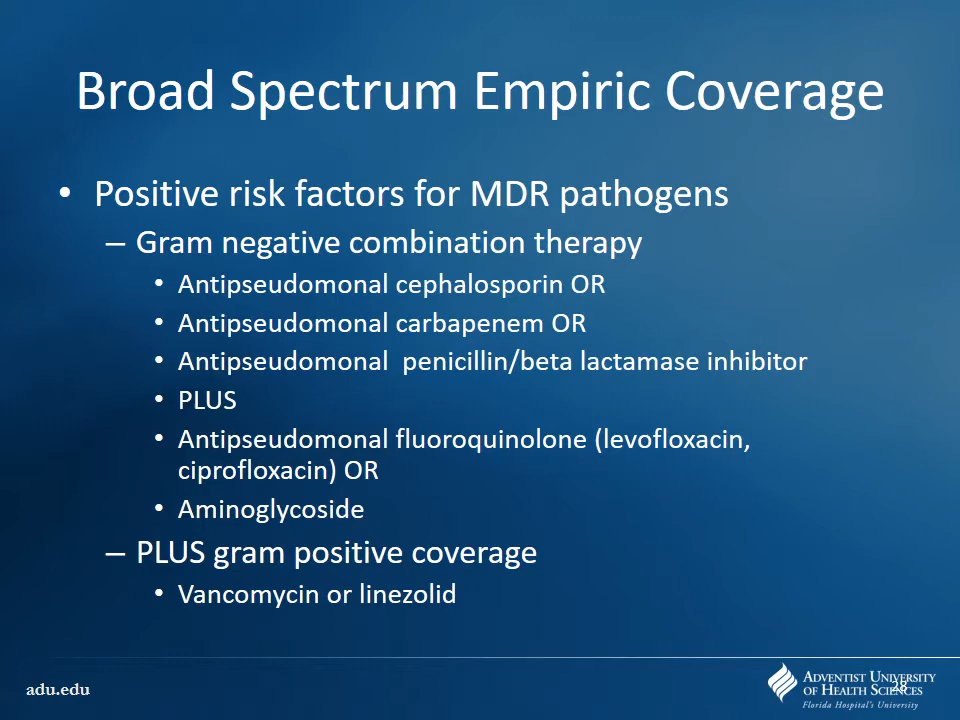 Broad Spectrum Empiric Coverage
• Positive risk factors for MDR pathogens
– Gram negative combination therapy
• Antipseudomonal cephalosporin OR
• Antipseudomonal carbapenem OR
• Antipseudomonal  penicillin/beta lactamase inhibitor
• PLUS
• Antipseudomonal fluoroquinolone (levofloxacin,
ciprofloxacin) OR
• Aminoglycoside
– PLUS gram positive coverage
• Vancomycin or linezolid
adu.edu
ADVENTIST UNIVERSITY
OF HEALTH SCIENCES
28
Florida Hospital's University